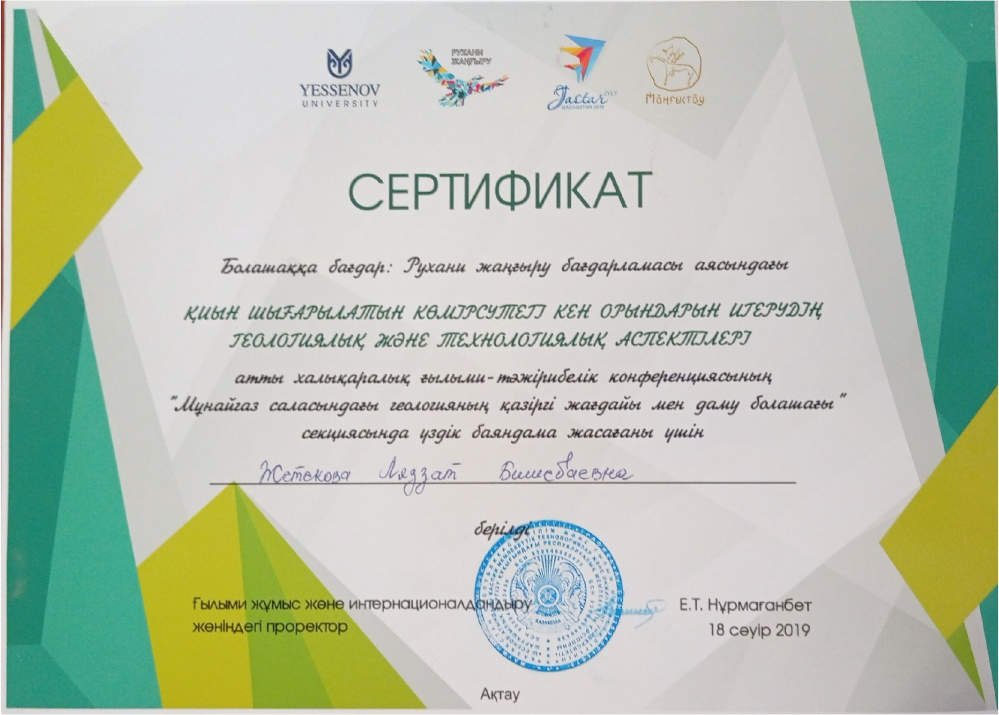 YESSENOV
UNIVERSITY
РУХАНИ
ЖАҢҒЫРУ
Jastar JYLY
QAZAQSTAN 2019
Маңғыстау
СЕРТИФИКАТ
Болашаққа бағдар: Рухани жаңғыру бағдарламасы аясындағы
ҚИЫН ШЫҒАРЫЛАТЫН КӨМІРСУТЕГІ КЕН ОРЫНДАРЫН ИГЕРУДІҢ
ГЕОЛОГИЯЛЫҚ ЖӘНЕ ТЕХНОЛОГИЯЛЫҚ АСПЕКТІЛЕРІ
атты халықаралық ғылыми-тәжірибелік конференциясының
"Мұнайгаз саласындағы геологияның қазіргі жағдайы мен даму болашағы"
секциясында үздік баяндама жасағаны үшін
Жетекова Ляззат Бишебаевна
берілді
Ғылыми жұмыс және интернационалдандыру
жөніндегі проректор
Е.Т. Нұрмағанбет
18 сәуір 2019
ҚАЗАҚСТАН
Ақтау